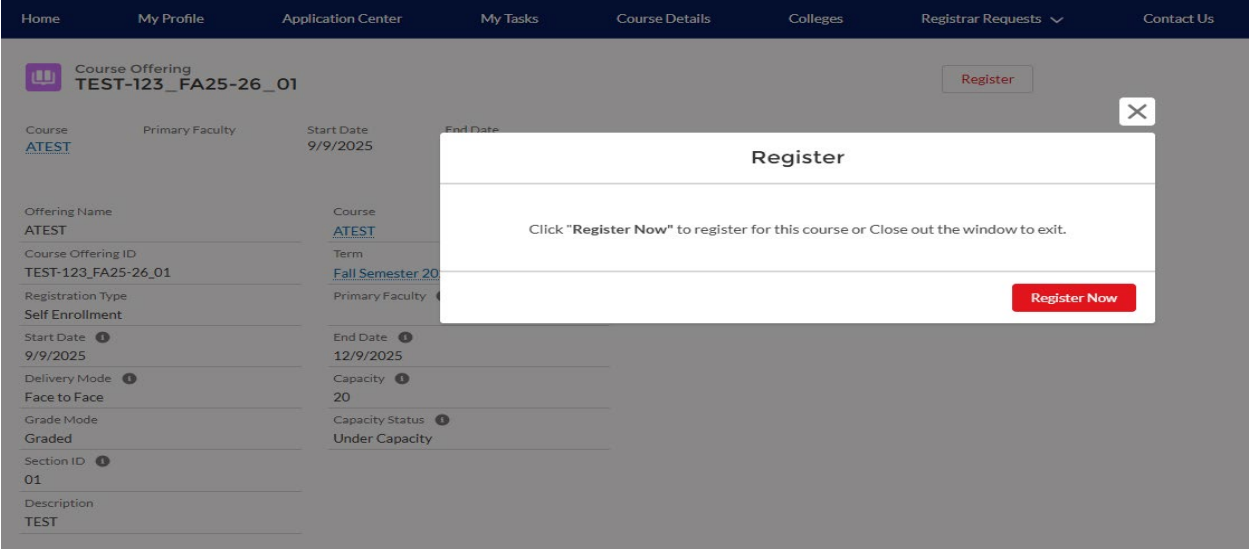 Home My Profile Application Center My Tasks Course Details Colleges Registrar Requests Contact Us
Course Offering
TEST-123_FA25-26_01
Register
Course Primary Faculty Start Date End Date
ATEST 9/9/2025
Register
Click "Register Now" to register for this course or Close out the window to exit.
Register Now
Offering Name Course
ATEST ATEST
Course Offering ID Term
TEST-123_FA25-26_01 Fall Semester 20
Registration Type Primary Faculty
Self Enrollment
Start Date End Date
9/9/2025 12/9/2025
Delivery Mode Capacity
Face to Face 20
Grade Mode Capacity Status
Graded Under Capacity
Section ID
01
Description
TEST